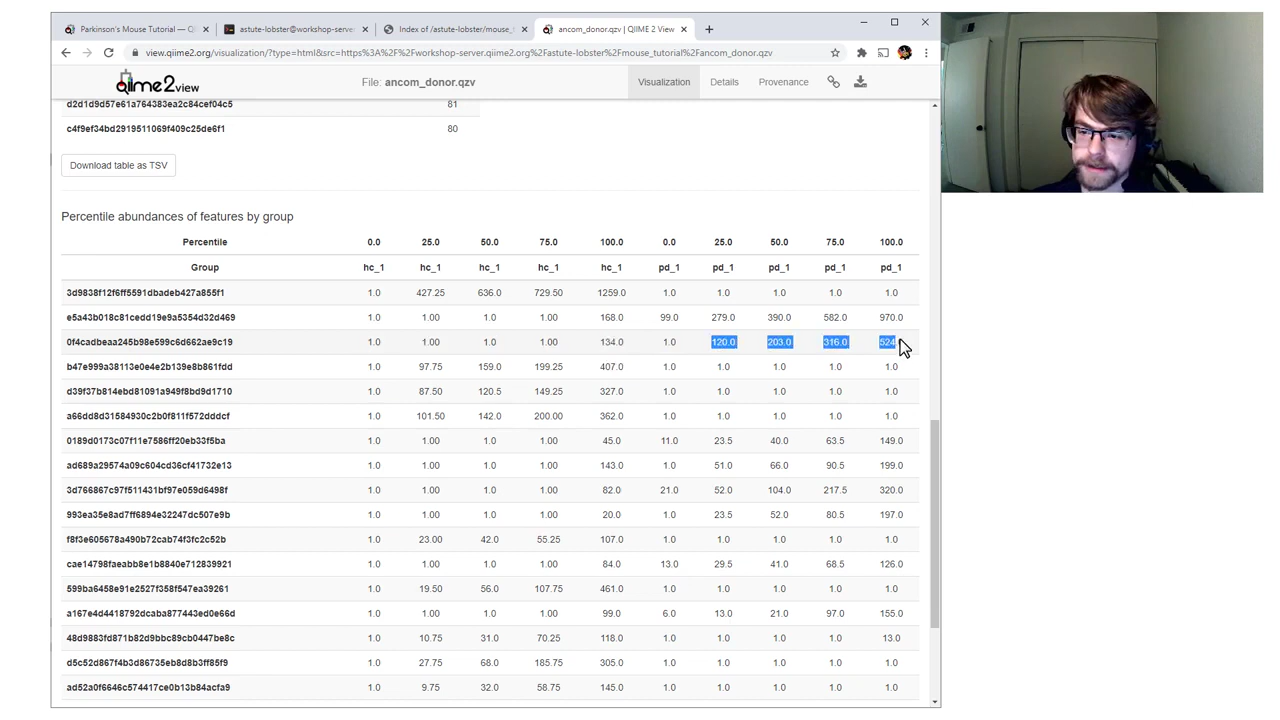 Parkinson's Mouse Tutorial —
astute-lobster@workshop-serve
Index of /astute-lobster/mouse_
ancom_donor.qzv | QIIME 2 View
view.qiime2.org/visualization/?type=html&src=https%3A%2F%2Fworkshop-server.qiime2.org%2Fastute-lobster%2Fmouse_tutorial%2Fancom_donor.qzv
qiime2view
File: ancom_donor.qzv
Visualization
Details
Provenance
d2d1d9d57e61a764383ea2c84cef04c5 81
c4f9ef34bd2919511069f409c25de6f1 80
Download table as TSV
Percentile abundances of features by group
Percentile 0.0 25.0 50.0 75.0 100.0 0.0 25.0 50.0 75.0 100.0
Group hc_1 hc_1 hc_1 hc_1 hc_1 pd_1 pd_1 pd_1 pd_1 pd_1
3d9838f12f6ff5591dbadeb427a855f1 1.0 427.25 636.0 729.50 1259.0 1.0 1.0 1.0 1.0 1.0
e5a43b018c81cedd19e9a5354d32d469 1.0 1.00 1.0 1.00 168.0 99.0 279.0 390.0 582.0 970.0
0f4cadbeaa245b98e599c6d662ae9c19 1.0 1.00 1.0 1.00 134.0 1.0 120.0 203.0 316.0 524
b47e999a38113e0e4e2b139e8b861fdd 1.0 97.75 159.0 199.25 407.0 1.0 1.0 1.0 1.0 1.0
d39f37b814ebd81091a949f8bd9d1710 1.0 87.50 120.5 149.25 327.0 1.0 1.0 1.0 1.0 1.0
a66dd8d31584930c2b0f811f572dddcf 1.0 101.50 142.0 200.00 362.0 1.0 1.0 1.0 1.0 1.0
0189d0173c07f11e7586ff20eb33f5ba 1.0 1.00 1.0 1.00 45.0 11.0 23.5 40.0 63.5 149.0
ad689a29574a09c604cd36cf41732e13 1.0 1.00 1.0 1.00 143.0 1.0 51.0 66.0 90.5 199.0
3d766867c97f511431bf97e059d6498f 1.0 1.00 1.0 1.00 82.0 21.0 52.0 104.0 217.5 320.0
993ea35e8ad7ff6894e32247dc507e9b 1.0 1.00 1.0 1.00 20.0 1.0 23.5 52.0 80.5 197.0
f8f3e605678a490b72cab74f3fc2c52b 1.0 23.00 42.0 55.25 107.0 1.0 1.0 1.0 1.0 1.0
cae14798faeabb8e1b8840e712839921 1.0 1.00 1.0 1.00 84.0 13.0 29.5 41.0 68.5 126.0
599ba6458e91e2527f358f547ea39261 1.0 19.50 56.0 107.75 461.0 1.0 1.0 1.0 1.0 1.0
a167e4d4418792dcaba877443ed0e66d 1.0 1.00 1.0 1.00 99.0 6.0 13.0 21.0 97.0 155.0
48d9883fd871b82d9bbc89cb0447be8c 1.0 10.75 31.0 70.25 118.0 1.0 1.0 1.0 1.0 13.0
d5c52d867f4b3d86735eb8d8b3ff85f9 1.0 27.75 68.0 185.75 305.0 1.0 1.0 1.0 1.0 1.0
ad52a0f6646c574417ce0b13b84acfa9 1.0 9.75 32.0 58.75 145.0 1.0 1.0 1.0 1.0 1.0